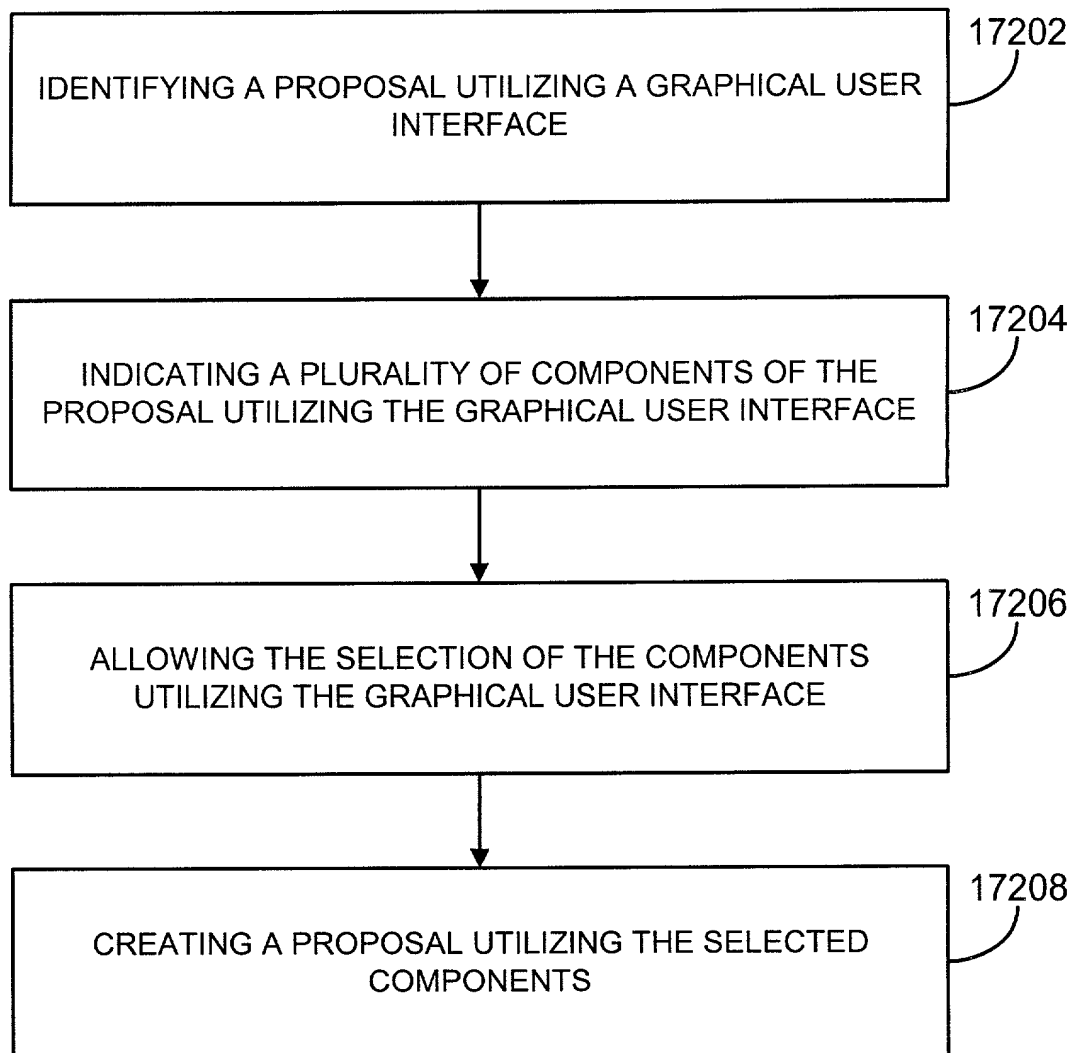 17202
IDENTIFYING A PROPOSAL UTILIZING A GRAPHICAL USER
INTERFACE
17204
INDICATING A PLURALITY OF COMPONENTS OF THE
PROPOSAL UTILIZING THE GRAPHICAL USER INTERFACE
17206
ALLOWING THE SELECTION OF THE COMPONENTS
UTILIZING THE GRAPHICAL USER INTERFACE
17208
CREATING A PROPOSAL UTILIZING THE SELECTED
COMPONENTS